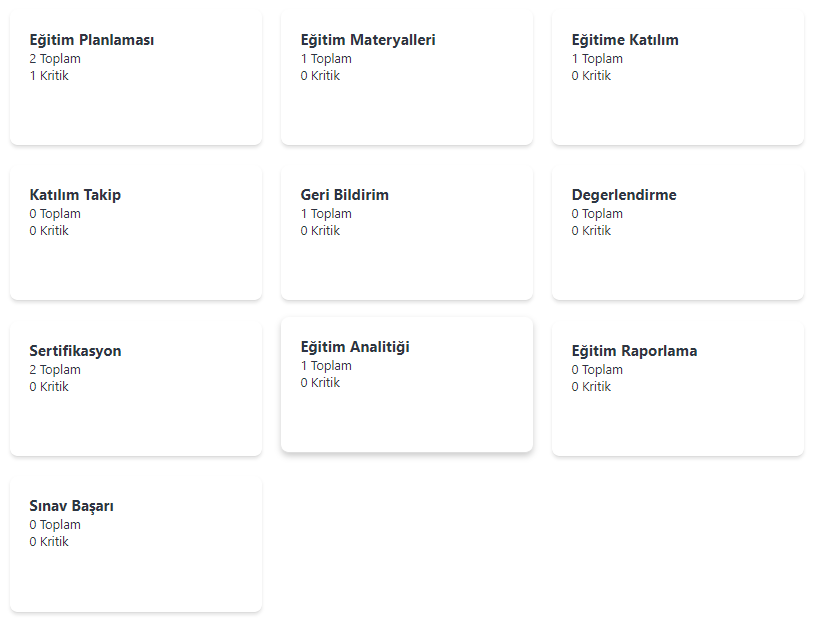 Eğitim Planlaması
2 Toplam
1 Kritik
Eğitim Materyalleri
1 Toplam
0 Kritik
Eğitime Katılım
1 Toplam
0 Kritik
Katılım Takip
0 Toplam
0 Kritik
Geri Bildirim
1 Toplam
0 Kritik
Degerlendirme
0 Toplam
0 Kritik
Sertifikasyon
2 Toplam
0 Kritik
Eğitim Analitiği
1 Toplam
0 Kritik
Eğitim Raporlama
0 Toplam
0 Kritik
Sınav Başarı
0 Toplam
0 Kritik